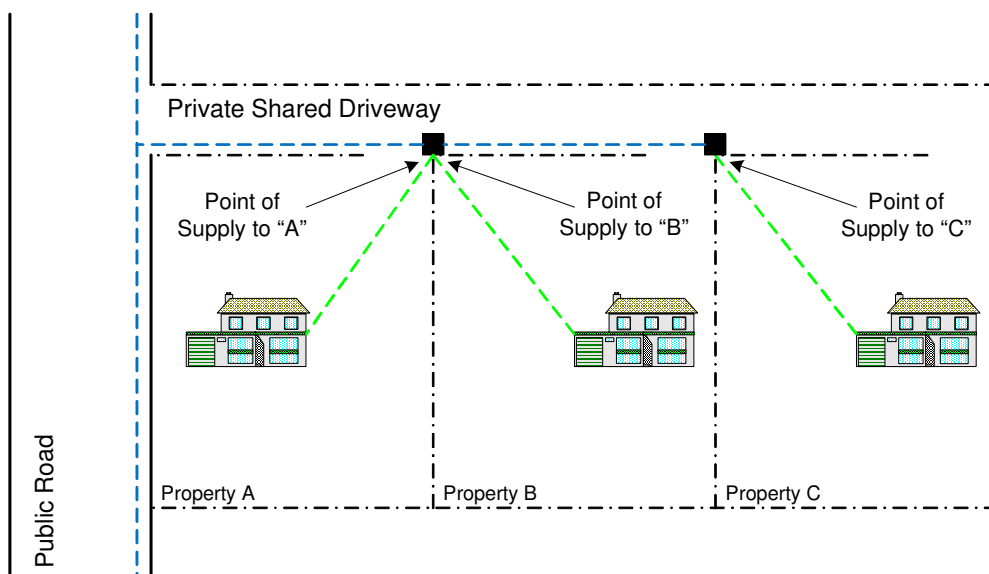 Private Shared Driveway
Point of
Supply to “A”
Point of
Supply to “B”
Point of
Supply to “C”
Property A
Property B
Property C
Public Road